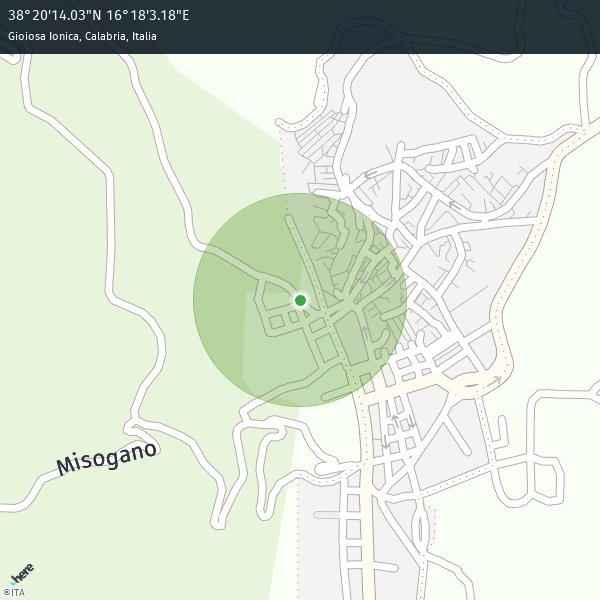 38°20'14.03"N 16°18'3.18"E
Gioiosa Ionica, Calabria, Italia
Misogano
here
©ITA